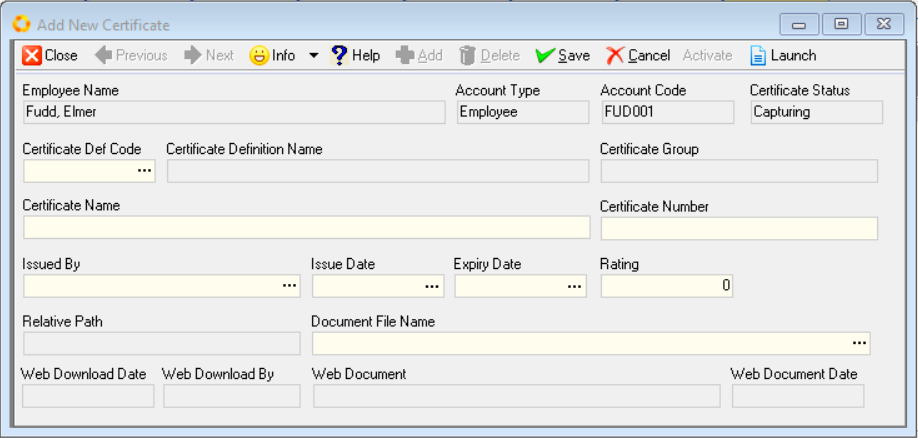 Add New Certificate
Close Previous Next Info Help Add Delete Save Cancel Activate Launch
Employee Name Account Type Account Code Certificate Status
Fudd, Elmer Employee FUD001 Capturing
Certificate Def Code Certificate Definition Name Certificate Group
...
Certificate Name Certificate Number
Issued By Issue Date Expiry Date Rating
... ... ... 0
Relative Path Document File Name
...
Web Download Date Web Download By Web Document Web Document Date